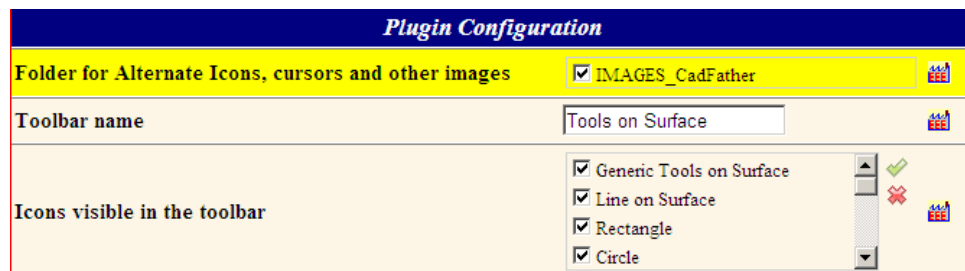 Plugin Configuration
Folder for Alternate Icons, cursors and other images
IMAGES_CadFather
Toolbar name
Tools on Surface
Icons visible in the toolbar
Generic Tools on Surface
Line on Surface
Rectangle
Circle